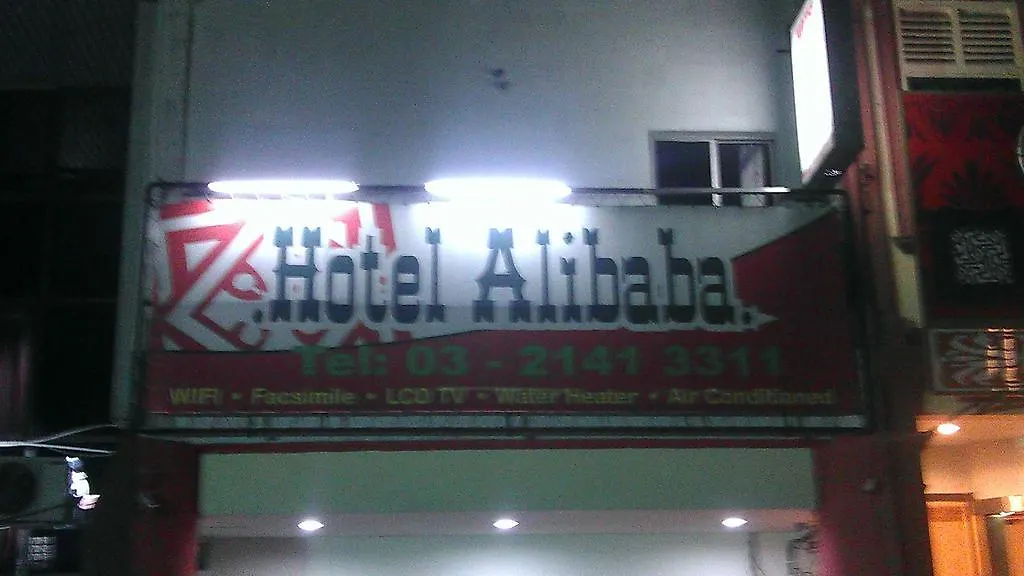 .Hotel Alibaba.
Tel: 03 - 2141 3311
WIFI • Facsimile • LCD TV • Water Heater • Air Conditioned